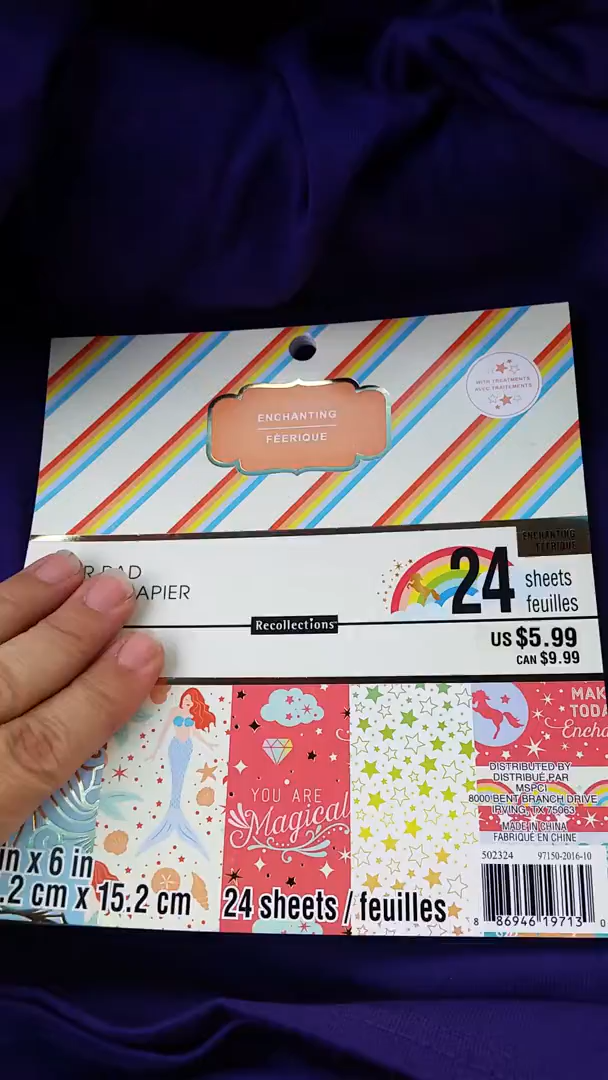 ENCHANTING
FÉERIQUE
WITH TREATMENTS
AVEC TRAITEMENTS
ENCHANTING
FÉERIQUE
R PAD
APIER
24 sheets
feuilles
Recollections
US $5.99
CAN $9.99
YOU ARE
Magical
MAK
TODA
Encha
DISTRIBUTED BY
DISTRIBUÉ PAR
MSPCI
8000 BENT BRANCH DRIVE
IRVING, TX 75063
MADE IN CHINA
FABRIQUÉ EN CHINE
in x 6 in
.2 cm x 15.2 cm
24 sheets / feuilles
502324 97150-2016-10
8 86946 19713 0